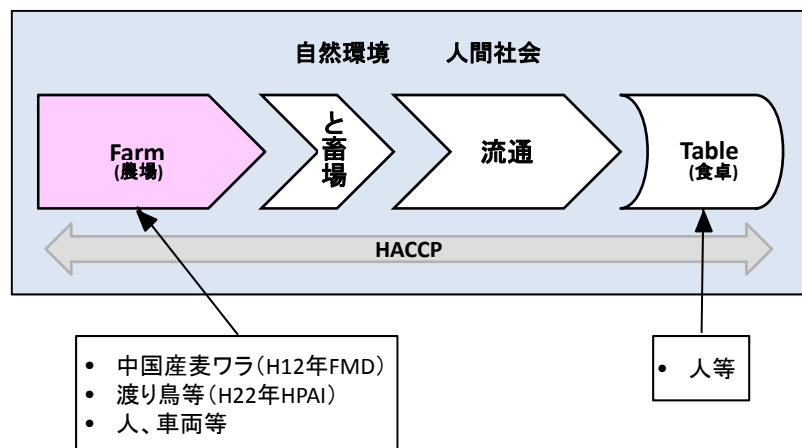 自然環境 人間社会
Farm
(農場)
と畜場
流通
Table
(食卓)
HACCP
• 中国産麦ワラ(H12年FMD)
• 渡り鳥等(H22年HPAI)
• 人、車両等
• 人等